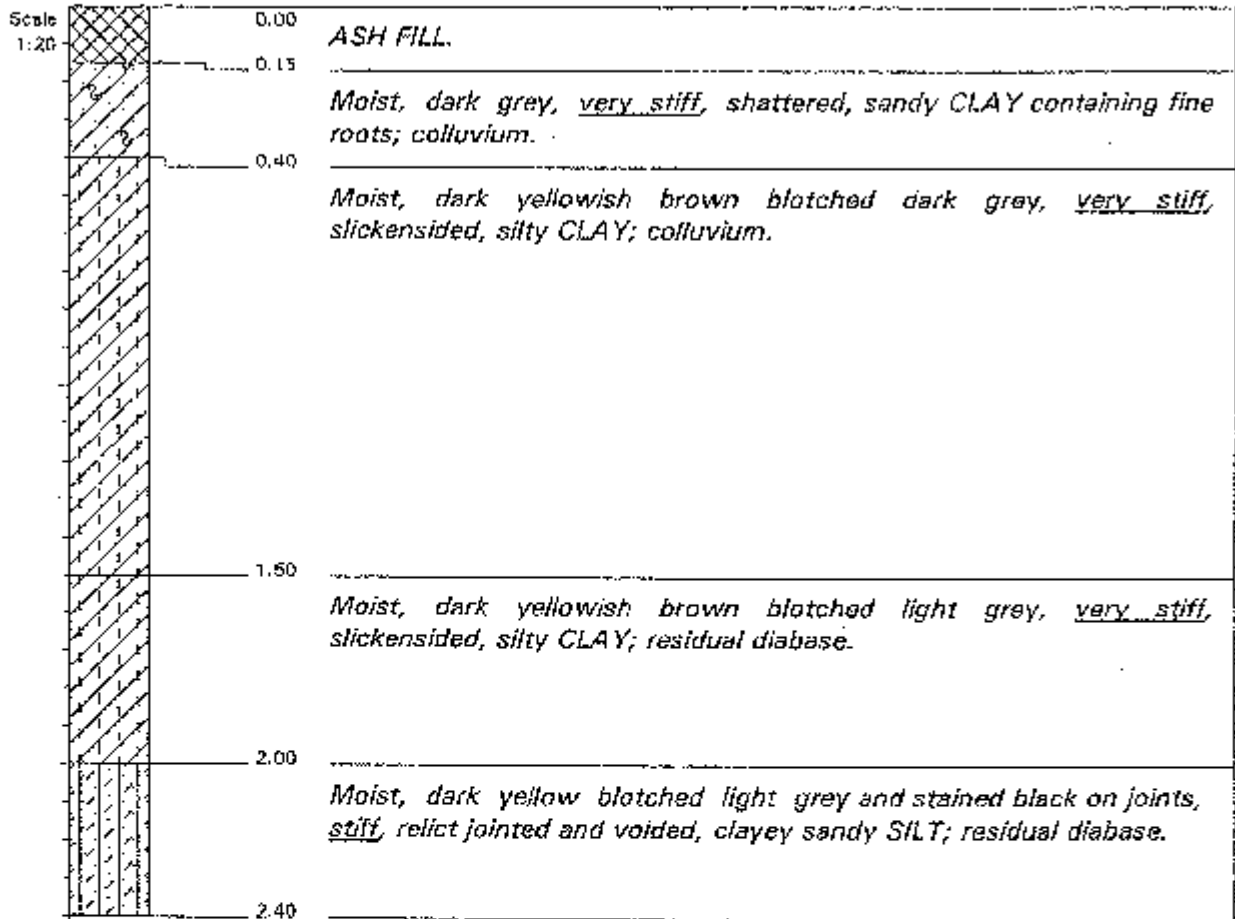 Scale
1:20
0.00
ASH FILL.
0.15
Moist, dark grey, very stiff, shattered, sandy CLAY containing fine
roots; colluvium.
0.40
Moist, dark yellowish brown blotched dark grey, very stiff,
slickensided, silty CLAY; colluvium.
1.50
Moist, dark yellowish brown blotched light grey, very stiff,
slickensided, silty CLAY; residual diabase.
2.00
Moist, dark yellow blotched light grey and stained black on joints,
stiff, relict jointed and voided, clayey sandy SILT; residual diabase.
2.40